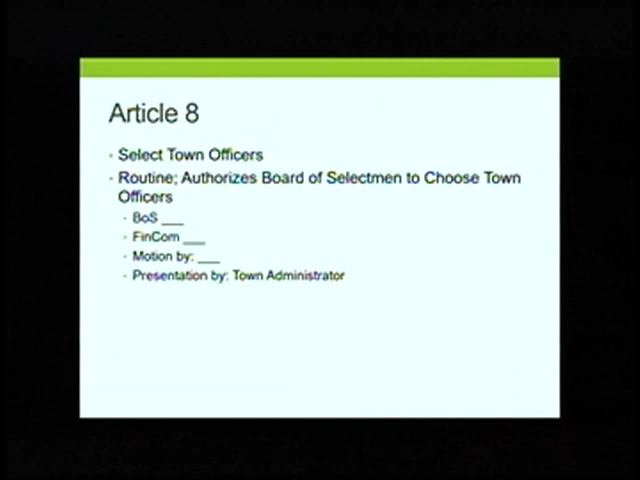 Article 8
· Select Town Officers
· Routine; Authorizes Board of Selectmen to Choose Town
Officers
· BoS ___
· FinCom ___
· Motion by: ___
· Presentation by: Town Administrator